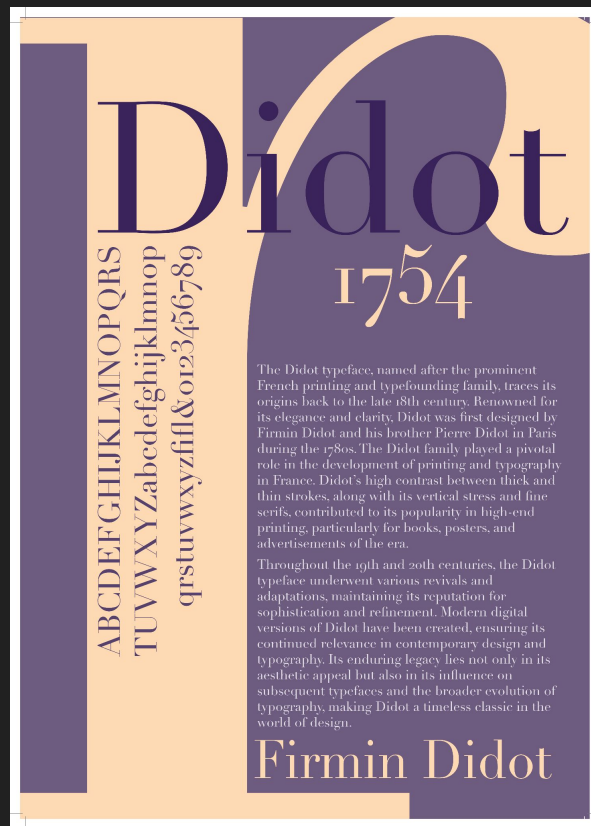 Didot
1754
ABCDEFGHIJKLMNOPQRS
TUVWXYZabcdefghijklmnop
qrstuvwxyzfifl&0123456789
The Didot typeface, named after the prominent
French printing and typefounding family, traces its
origins back to the late 18th century. Renowned for
its elegance and clarity, Didot was first designed by
Firmin Didot and his brother Pierre Didot in Paris
during the 1780s. The Didot family played a pivotal
role in the development of printing and typography
in France. Didot's high contrast between thick and
thin strokes, along with its vertical stress and fine
serifs, contributed to its popularity in high-end
printing, particularly for books, posters, and
advertisements of the era.
Throughout the 19th and 20th centuries, the Didot
typeface underwent various revivals and
adaptations, maintaining its reputation for
sophistication and refinement. Modern digital
versions of Didot have been created, ensuring its
continued relevance in contemporary design and
typography. Its enduring legacy lies not only in its
aesthetic appeal but also in its influence on
subsequent typefaces and the broader evolution of
typography, making Didot a timeless classic in the
world of design.
Firmin Didot